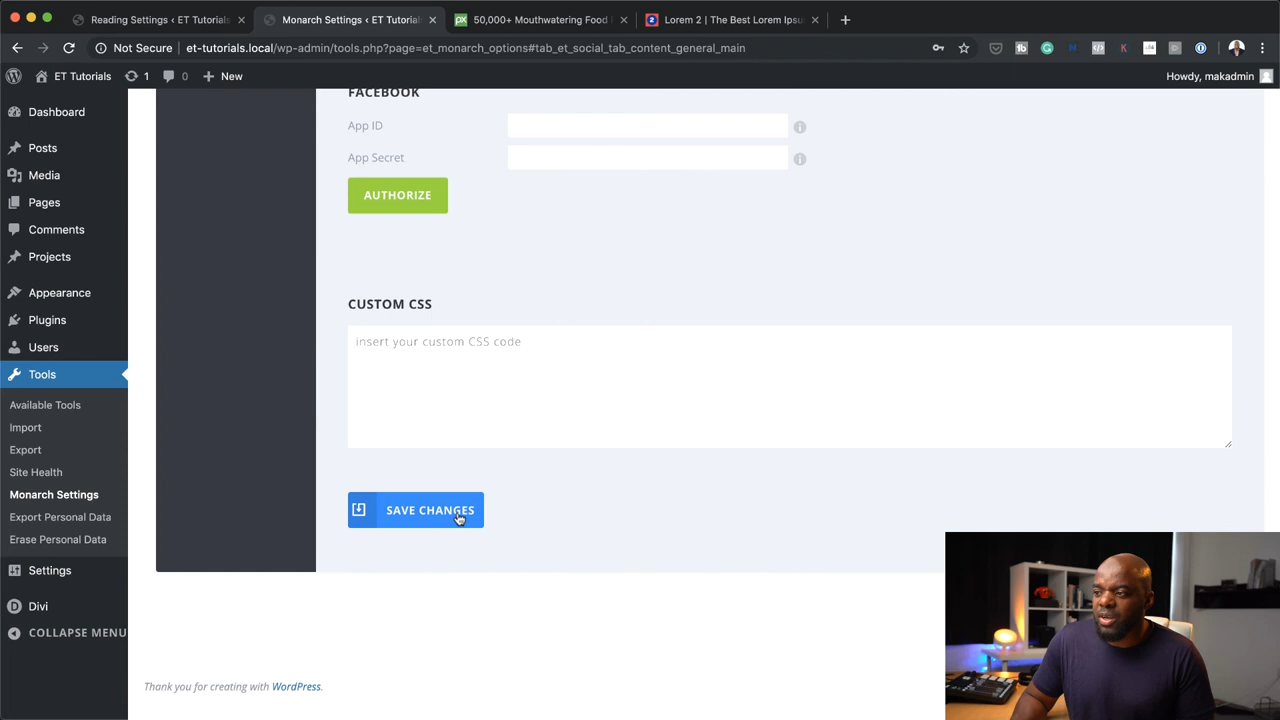 Reading Settings ‹ ET Tutorials
Monarch Settings ‹ ET Tutorial
50,000+ Mouthwatering Food
Lorem 2 | The Best Lorem Ipsu
Not Secure
et-tutorials.local/wp-admin/tools.php?page=et_monarch_options#tab_et_social_tab_content_general_main
ET Tutorials
1
0
New
Howdy, makadmin
Dashboard
Posts
Media
Pages
Comments
Projects
Appearance
Plugins
Users
Tools
Available Tools
Import
Export
Site Health
Monarch Settings
Export Personal Data
Erase Personal Data
Settings
Divi
COLLAPSE MENU
FACEBOOK
App ID
App Secret
AUTHORIZE
CUSTOM CSS
insert your custom CSS code
SAVE CHANGES
Thank you for creating with WordPress.